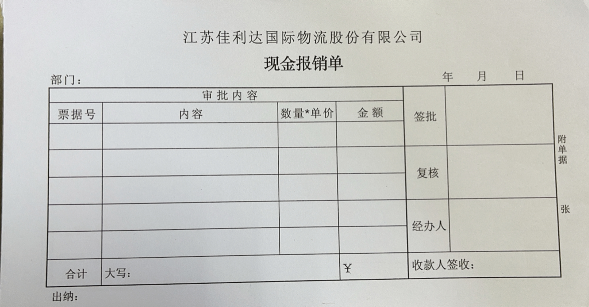 江苏佳利达国际物流股份有限公司
现金报销单
部门： 年 月 日
审批内容
票据号 内容 数量*单价 金额 签批
附单据
复核
张
经办人
合计 大写： ￥ 收款人签收：
出纳：